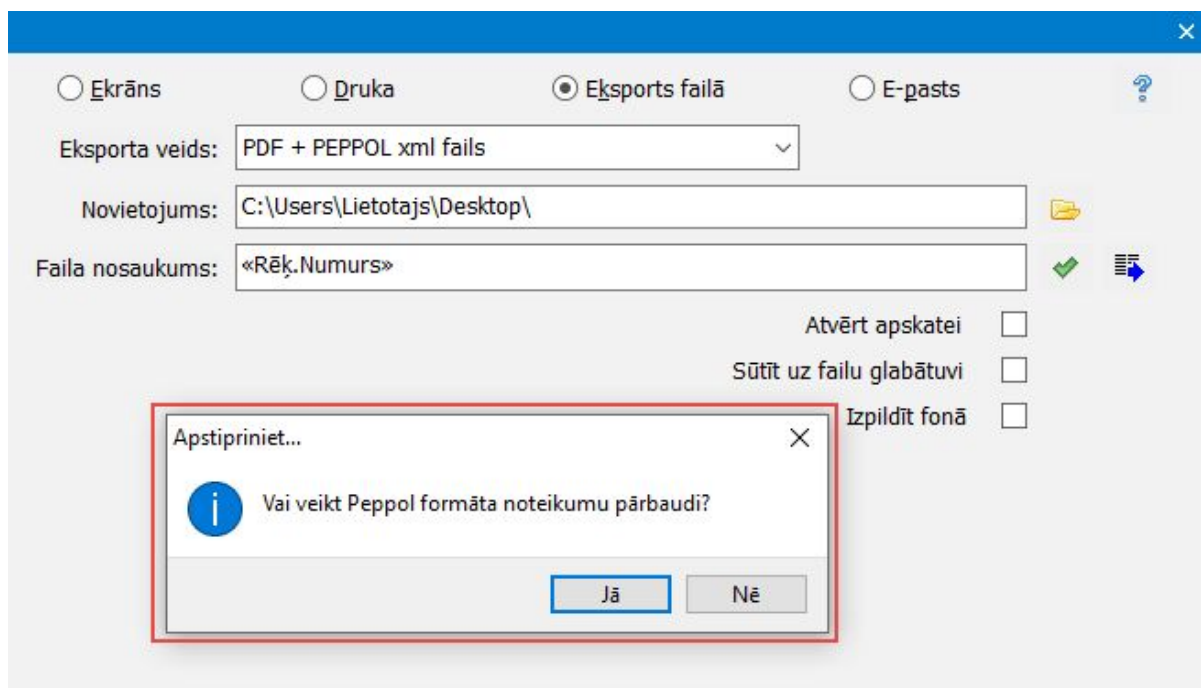 Ekrāns Druka Eksports failā E-pasts
Eksporta veids: PDF + PEPPOL xml fails
Novietojums: C:\Users\Lietotajs\Desktop\
Faila nosaukums: «Rēķ.Numurs»
Atvērt apskatei
Sūtīt uz failu glabātuvi
Izpildīt fonā
Apstipriniet...
Vai veikt Peppol formāta noteikumu pārbaudi?
Jā Nē